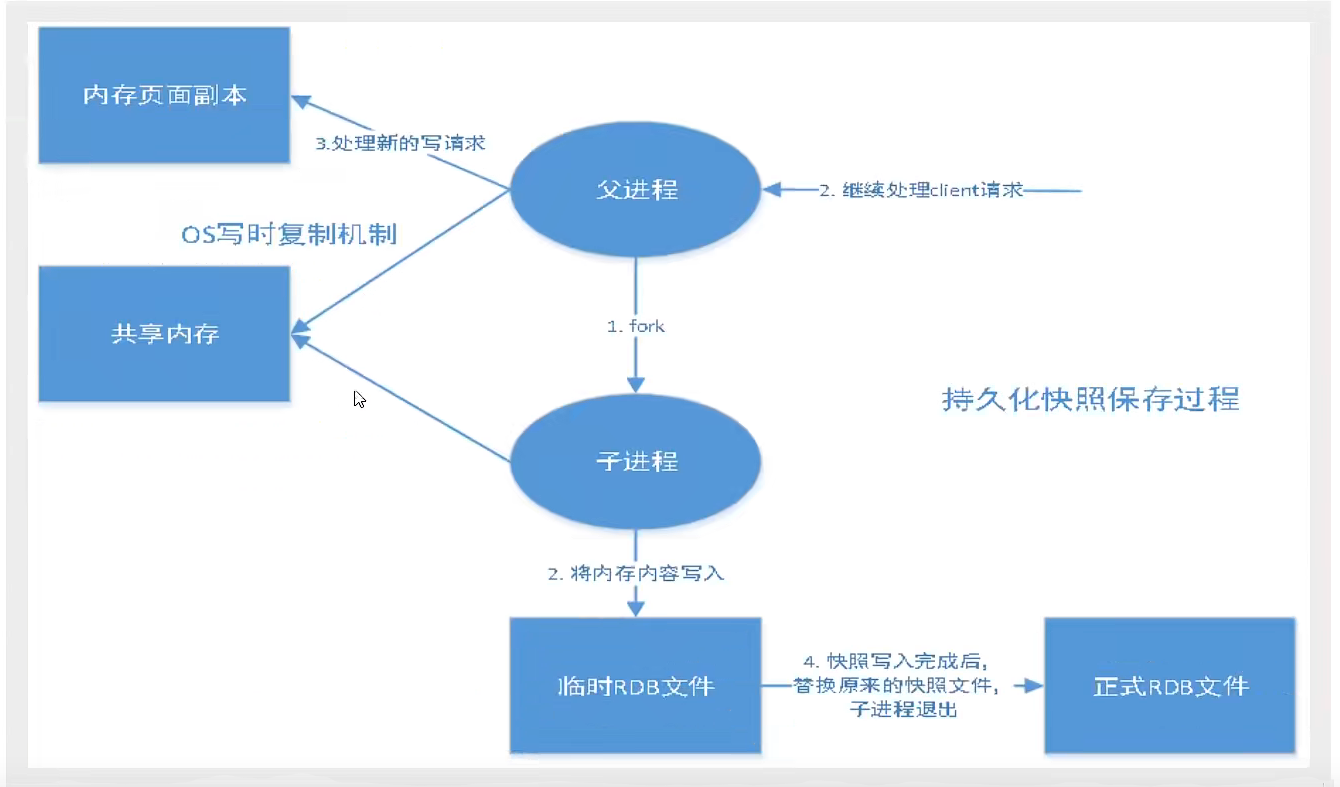 内存页面副本
3.处理新的写请求
父进程
2. 继续处理client请求
OS写时复制机制
共享内存
1. fork
持久化快照保存过程
子进程
2. 将内存内容写入
临时RDB文件
4. 快照写入完成后,
替换原来的快照文件,
子进程退出
正式RDB文件